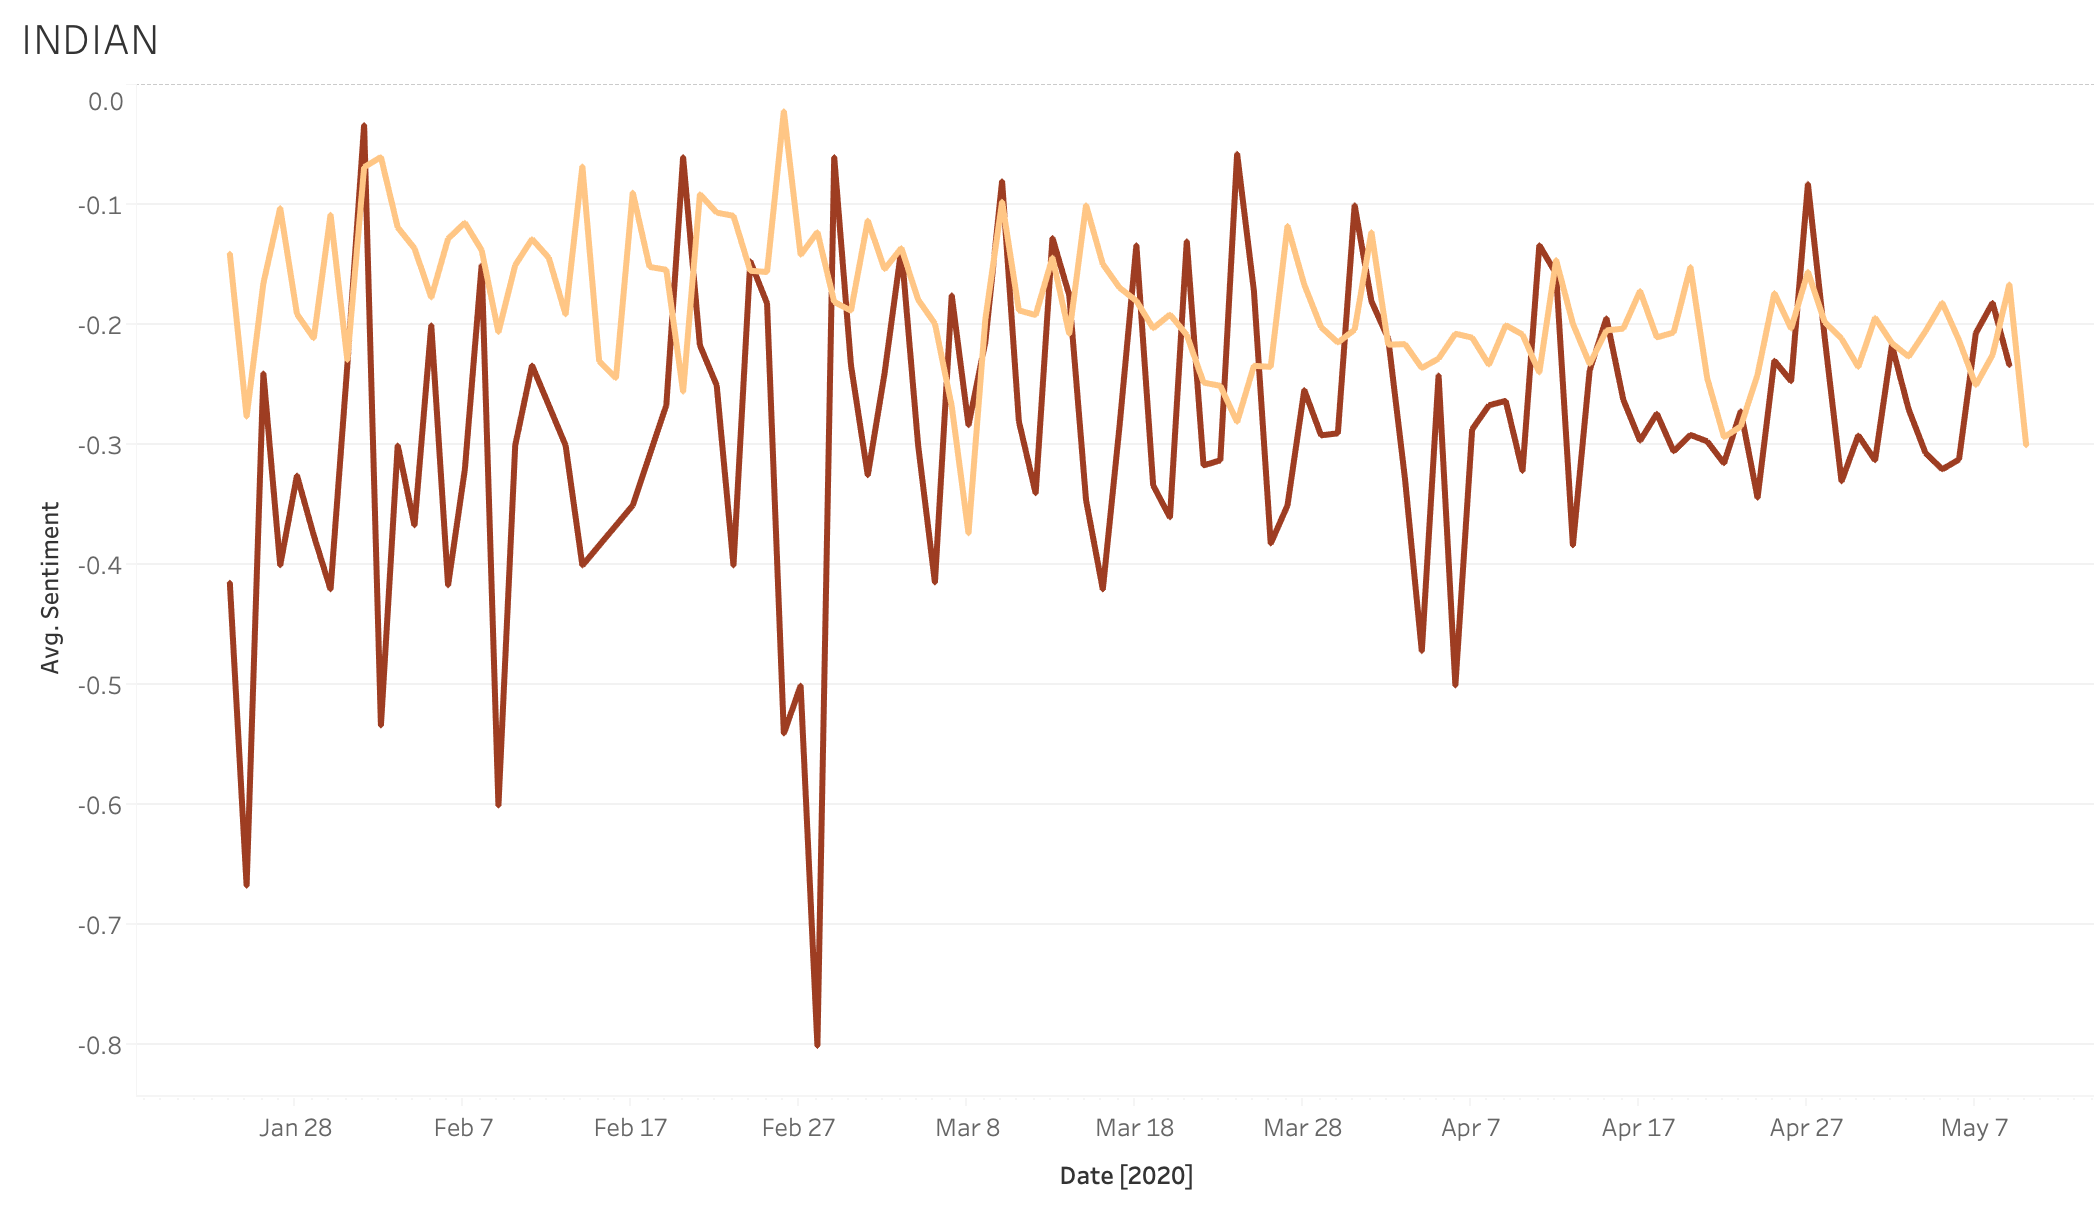 INDIAN
0.0
-0.1
-0.2
-0.3
-0.4
-0.5
-0.6
-0.7
-0.8
Avg. Sentiment
Jan 28 Feb 7 Feb 17 Feb 27 Mar 8 Mar 18 Mar 28 Apr 7 Apr 17 Apr 27 May 7
Date [2020]